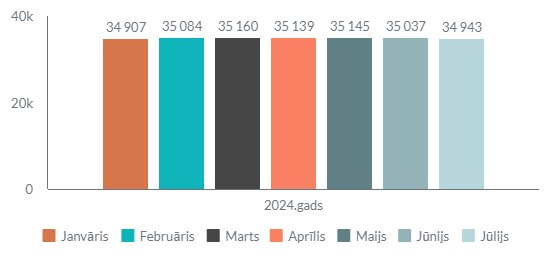 40k
34 907 35 084 35 160 35 139 35 145 35 037 34 943
20k
0
2024.gads
Janvāris Februāris Marts Aprīlis Maijs Jūnijs Jūlijs